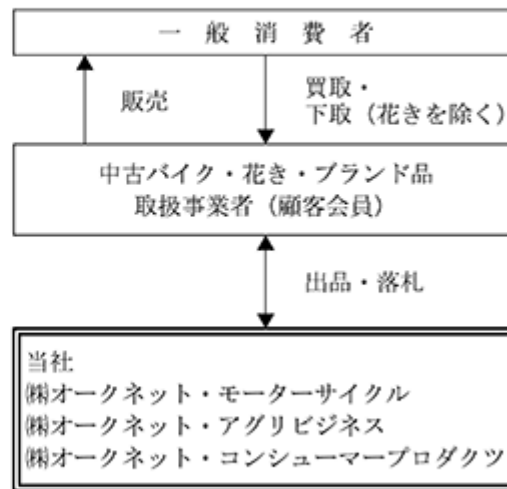 一般消費者
販売
買取・
下取（花きを除く）
中古バイク・花き・ブランド品
取扱事業者（顧客会員）
出品・落札
当社
㈱オークネット・モーターサイクル
㈱オークネット・アグリビジネス
㈱オークネット・コンシューマープロダクツ